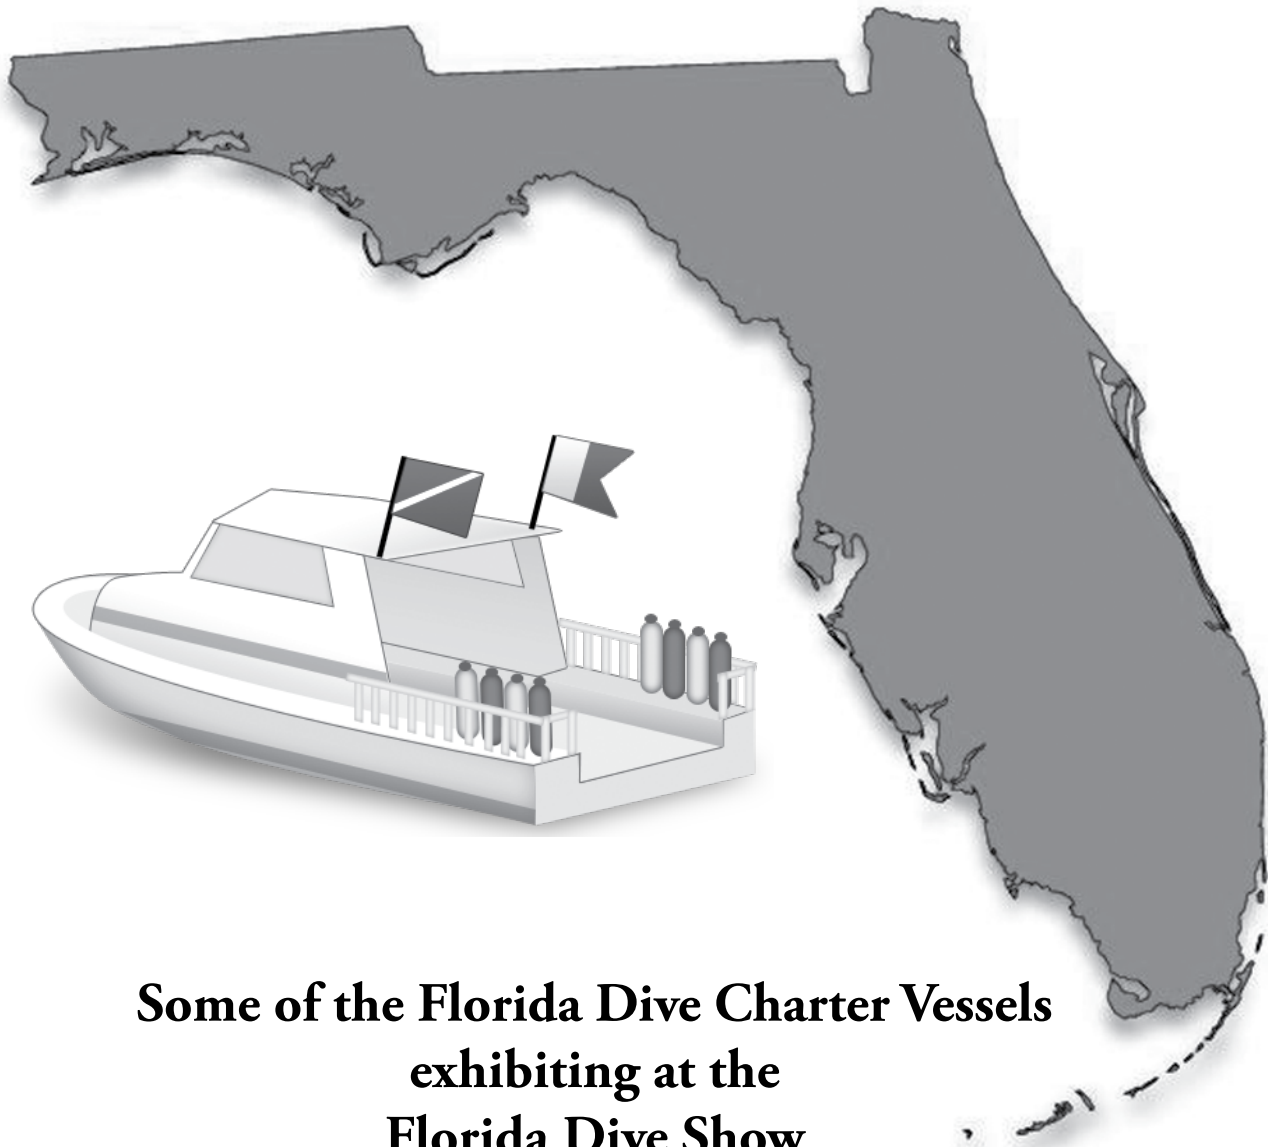 Some of the Florida Dive Charter Vessels
exhibiting at the
Florida Dive Show